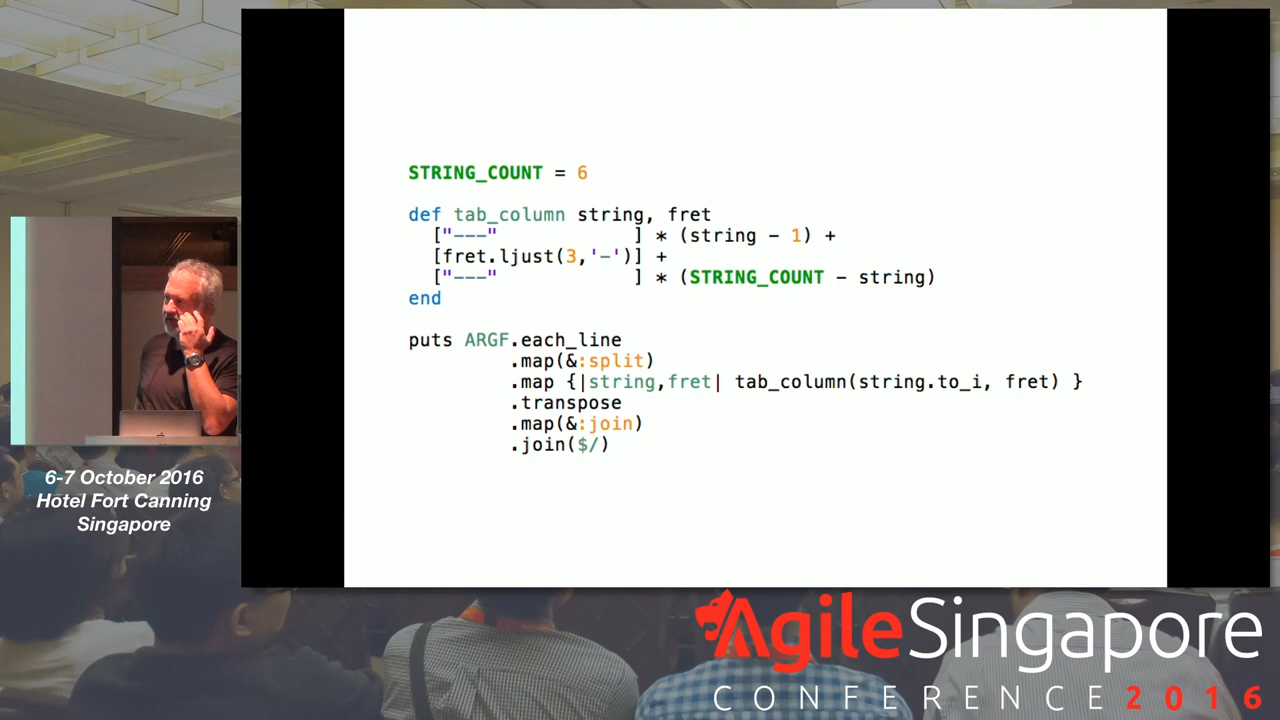 STRING_COUNT = 6
def tab_column string, fret
["---" ] * (string - 1) +
[fret.ljust(3,'-')] +
["---" ] * (STRING_COUNT - string)
end
puts ARGF.each_line
.map(&:split)
.map {|string,fret| tab_column(string.to_i, fret) }
.transpose
.map(&:join)
.join($/)
6-7 October 2016
Hotel Fort Canning
Singapore
AgileSingapore
CONFERENCE 2016